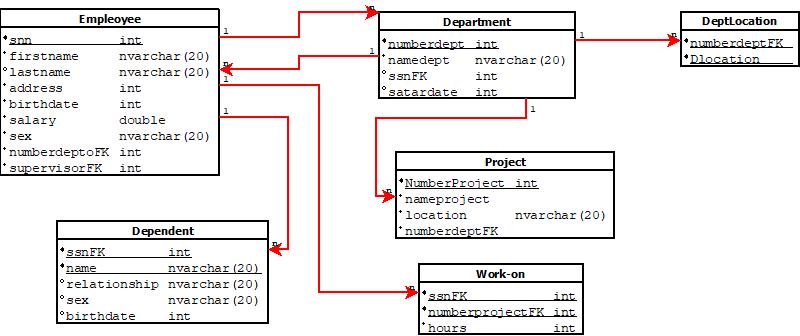 Empleoyee
snn int
firstname nvarchar(20)
lastname nvarchar(20)
address int
birthdate int
salary double
sex nvarchar(20)
numberdeptoFK int
supervisorFK int
1
n
1
n
1
1
Department
numberdept int
namedept nvarchar(20)
ssnFK int
satardate int
1
n
1
DeptLocation
numberdeptFK
Dlocation
Project
NumberProject int
nameproject
location nvarchar(20)
numberdeptFK
n
Dependent
ssnFK int
name nvarchar(20)
relationship nvarchar(20)
sex nvarchar(20)
birthdate int
n
Work-on
ssnFK int
numberprojectFK int
hours int
n